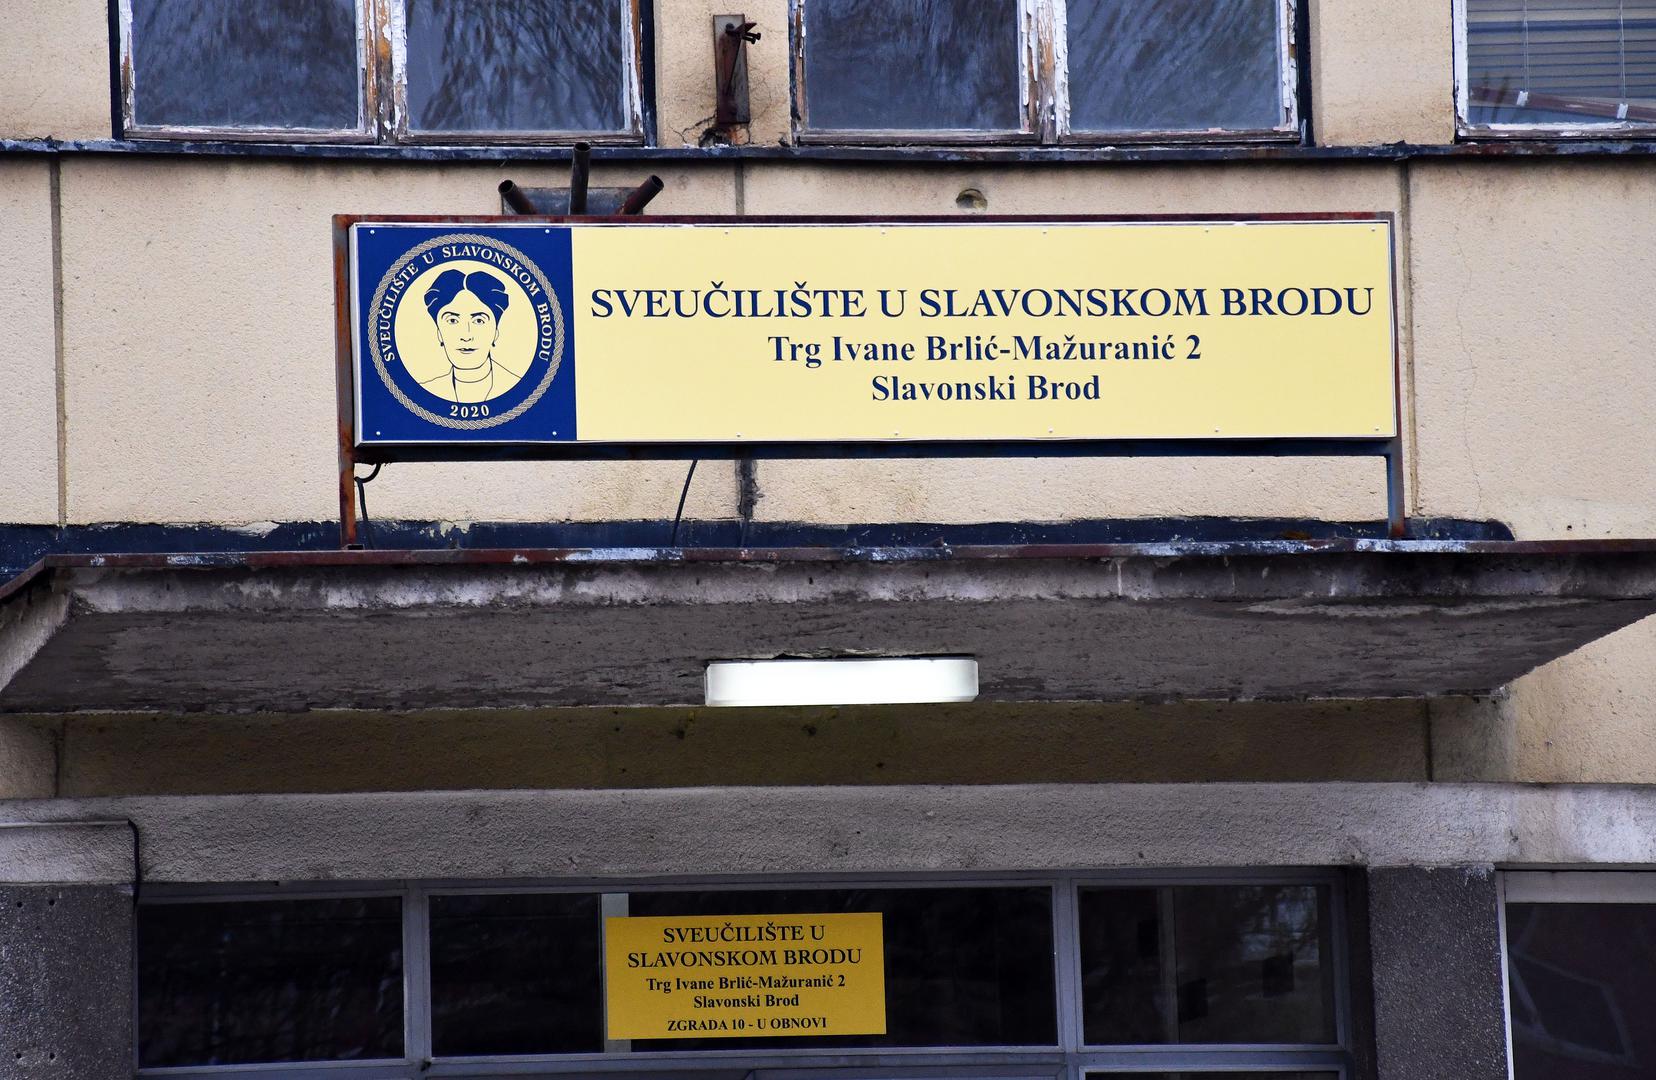 SVEUČILIŠTE U SLAVONSKOM BRODU
2020
SVEUČILIŠTE U SLAVONSKOM BRODU
Trg Ivane Brlić-Mažuranić 2
Slavonski Brod
SVEUČILIŠTE U
SLAVONSKOM BRODU
Trg Ivane Brlić-Mažuranić 2
Slavonski Brod
ZGRADA 10 - U OBNOVI